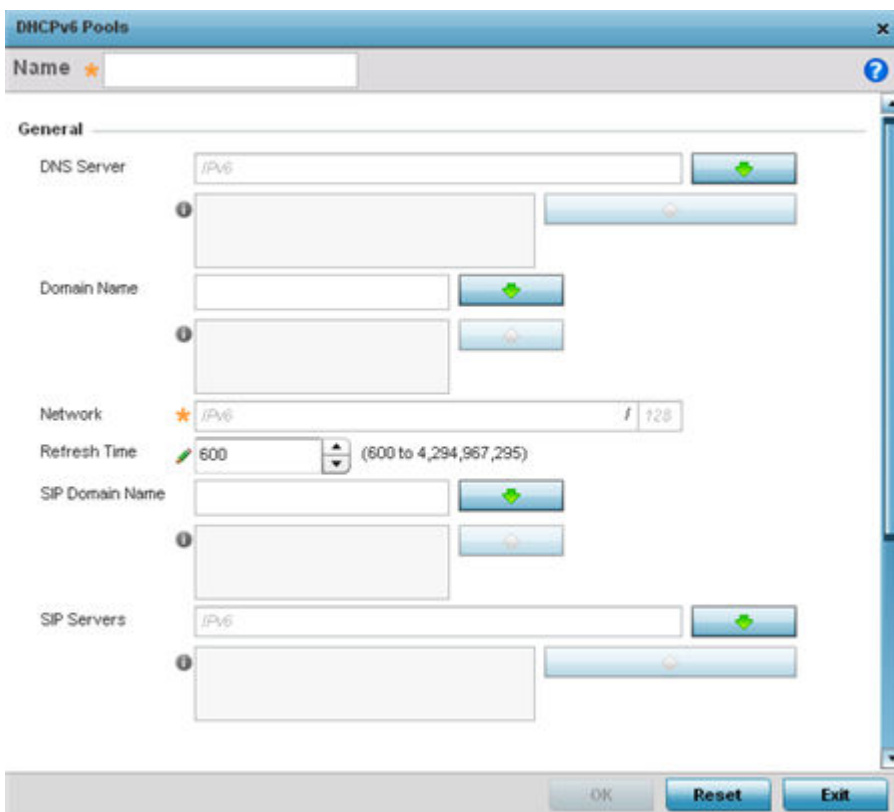 DHCPv6 Pools
Name
General
DNS Server IPv6
Domain Name
Network IPv6 / 128
Refresh Time 600 (600 to 4,294,967,295)
SIP Domain Name
SIP Servers IPv6
OK Reset Exit